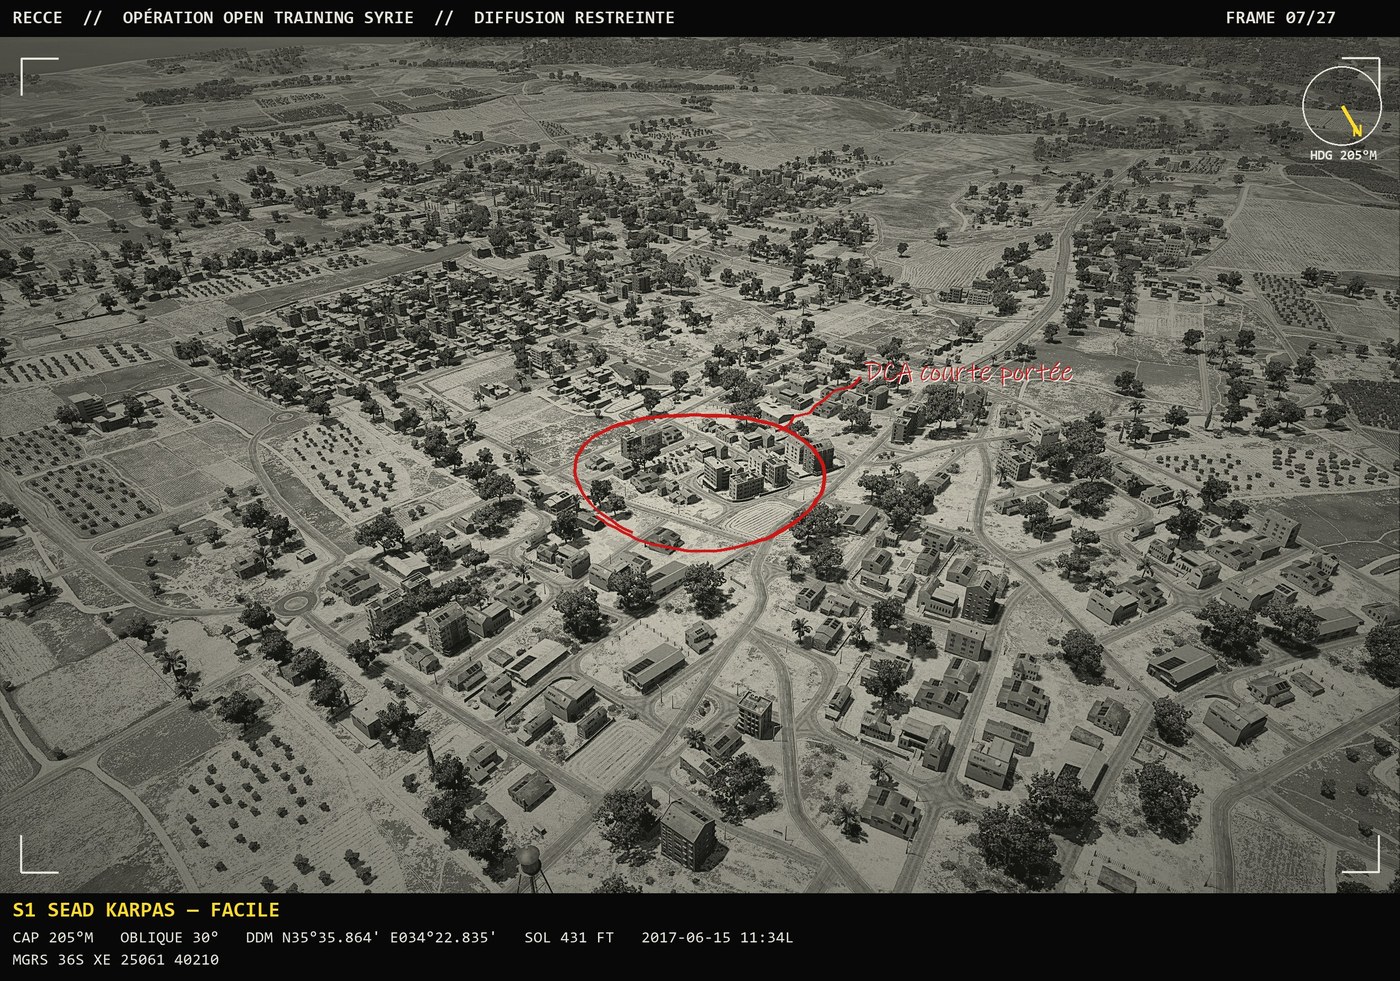 RECCE // OPÉRATION OPEN TRAINING SYRIE // DIFFUSION RESTREINTE
FRAME 07/27
N
HDG 205°M
DCA courte portée
S1 SEAD KARPAS — FACILE
CAP 205°M OBLIQUE 30° DDM N35°35.864' E034°22.835' SOL 431 FT 2017-06-15 11:34L
MGRS 36S XE 25061 40210